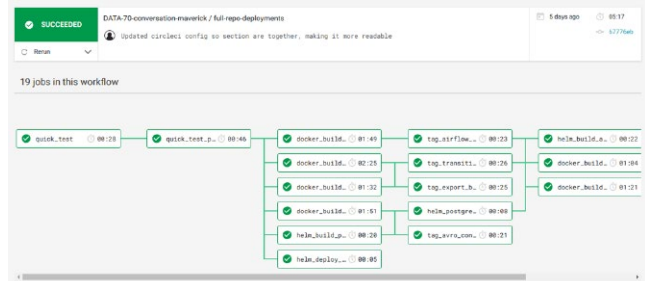 SUCCEEDED
DATA-70-conversation-maverick / full-repo-deployments
5 days ago
05:17
Updated circleci config so section are together, making it more readable
b7776eb
Rerun
19 jobs in this workflow
quick_test 00:28
quick_test_p… 00:46
docker_build… 01:49
tag_airflow_… 00:23
helm_build_a… 00:22
docker_build… 02:25
tag_transiti… 00:26
docker_build… 01:04
docker_build… 01:32
tag_export_b… 00:25
docker_build… 01:21
docker_build… 01:51
helm_postgre… 00:08
helm_build_p… 00:20
tag_avro_con… 00:21
helm_deploy_… 00:05